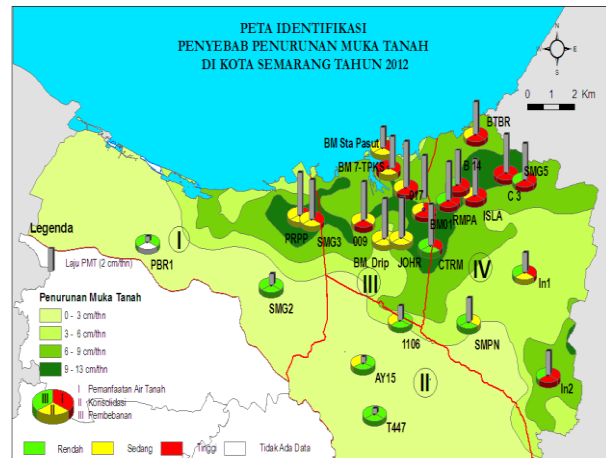 PETA IDENTIFIKASI
PENYEBAB PENURUNAN MUKA TANAH
DI KOTA SEMARANG TAHUN 2012
N
W E
S
0 1 2 Km
BTBR
BM Sta Pasut
BM 7-TPKS
B 14
SMG5
C 3
ISLA
RMPA
BM01
CTRM
PRPP
SMG3
009
BM_Drip
JOHR
I
PBR1
IV
III
In1
SMG2
1106
SMPN
AY15
II
In2
T447
Legenda
Laju PMT (2 cm/thn)
Penurunan Muka Tanah
0 - 3 cm/thn
3 - 6 cm/thn
6 - 9 cm/thn
9 - 13 cm/thn
III I
II
I Pemanfaatan Air Tanah
II Konsolidasi
III Pembebanan
Rendah Sedang Tinggi Tidak Ada Data